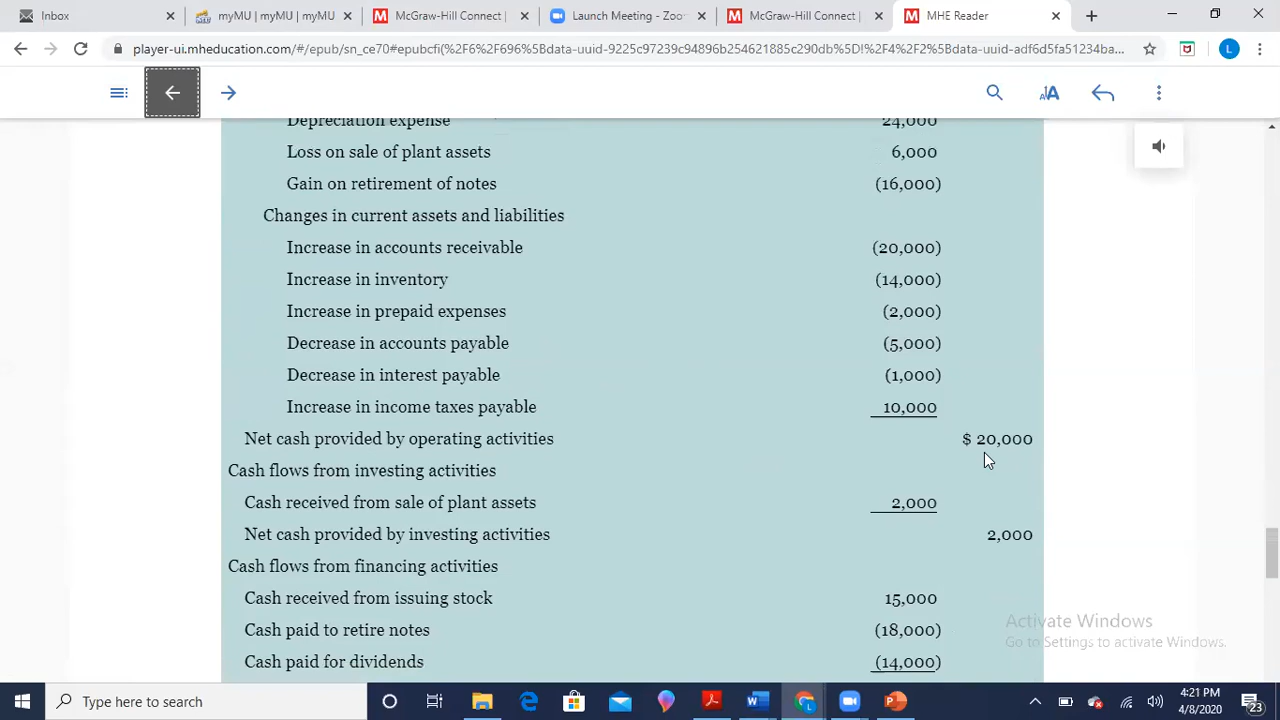 Inbox
myMU | myMU | myMU
McGraw-Hill Connect |
Launch Meeting - Zoo
McGraw-Hill Connect |
MHE Reader
player-ui.mheducation.com/#/epub/sn_ce70#epubcfi(%2F6%2F696%5Bdata-uuid-9225c97239c94896b254621885c290db%5D!%2F4%2F2%5Bdata-uuid-adf6d5fa51234ba...
L
AA
Depreciation expense 24,000
Loss on sale of plant assets 6,000
Gain on retirement of notes (16,000)
Changes in current assets and liabilities
Increase in accounts receivable (20,000)
Increase in inventory (14,000)
Increase in prepaid expenses (2,000)
Decrease in accounts payable (5,000)
Decrease in interest payable (1,000)
Increase in income taxes payable 10,000
Net cash provided by operating activities $ 20,000
Cash flows from investing activities
Cash received from sale of plant assets 2,000
Net cash provided by investing activities 2,000
Cash flows from financing activities
Cash received from issuing stock 15,000
Cash paid to retire notes (18,000)
Cash paid for dividends (14,000)
Activate Windows
Go to Settings to activate Windows.
Type here to search
4:21 PM
4/8/2020
23